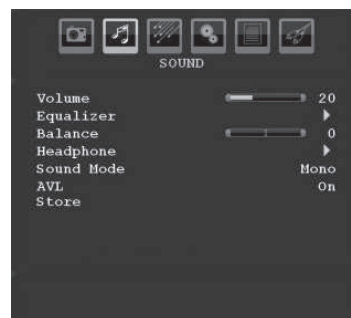 SOUND
Volume 20
Equalizer
Balance 0
Headphone
Sound Mode Mono
AVL On
Store